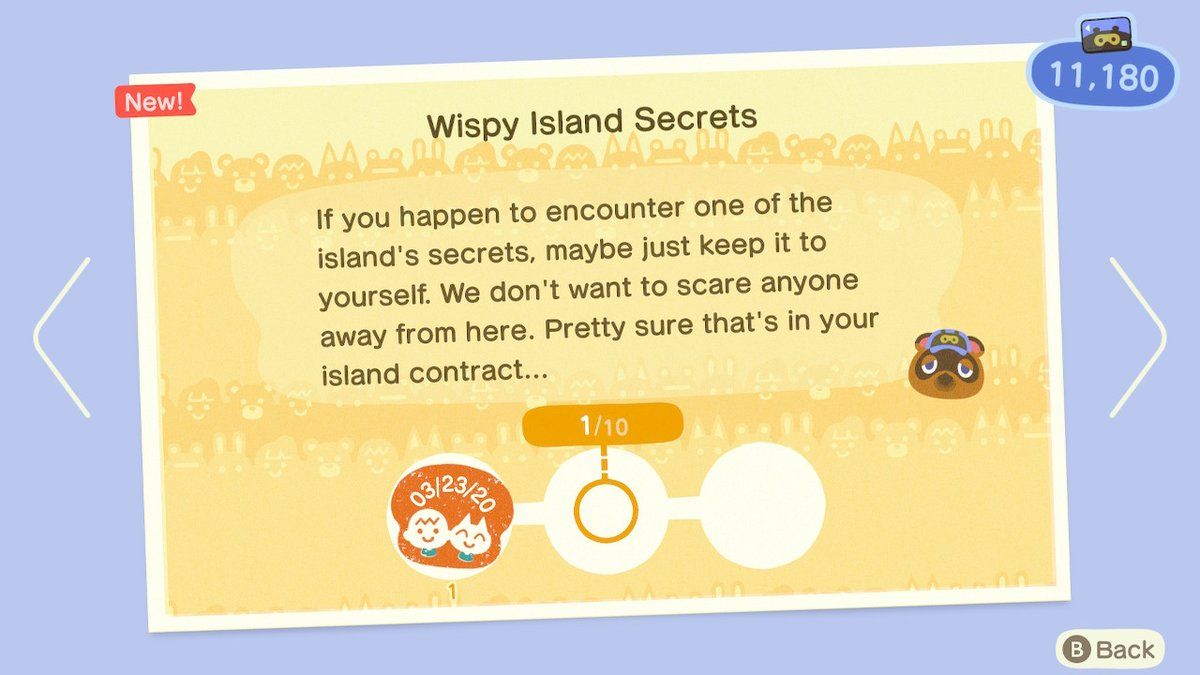 11,180
New!
Wispy Island Secrets
If you happen to encounter one of the
island's secrets, maybe just keep it to
yourself. We don't want to scare anyone
away from here. Pretty sure that's in your
island contract...
1/10
03/23/20
1
B Back